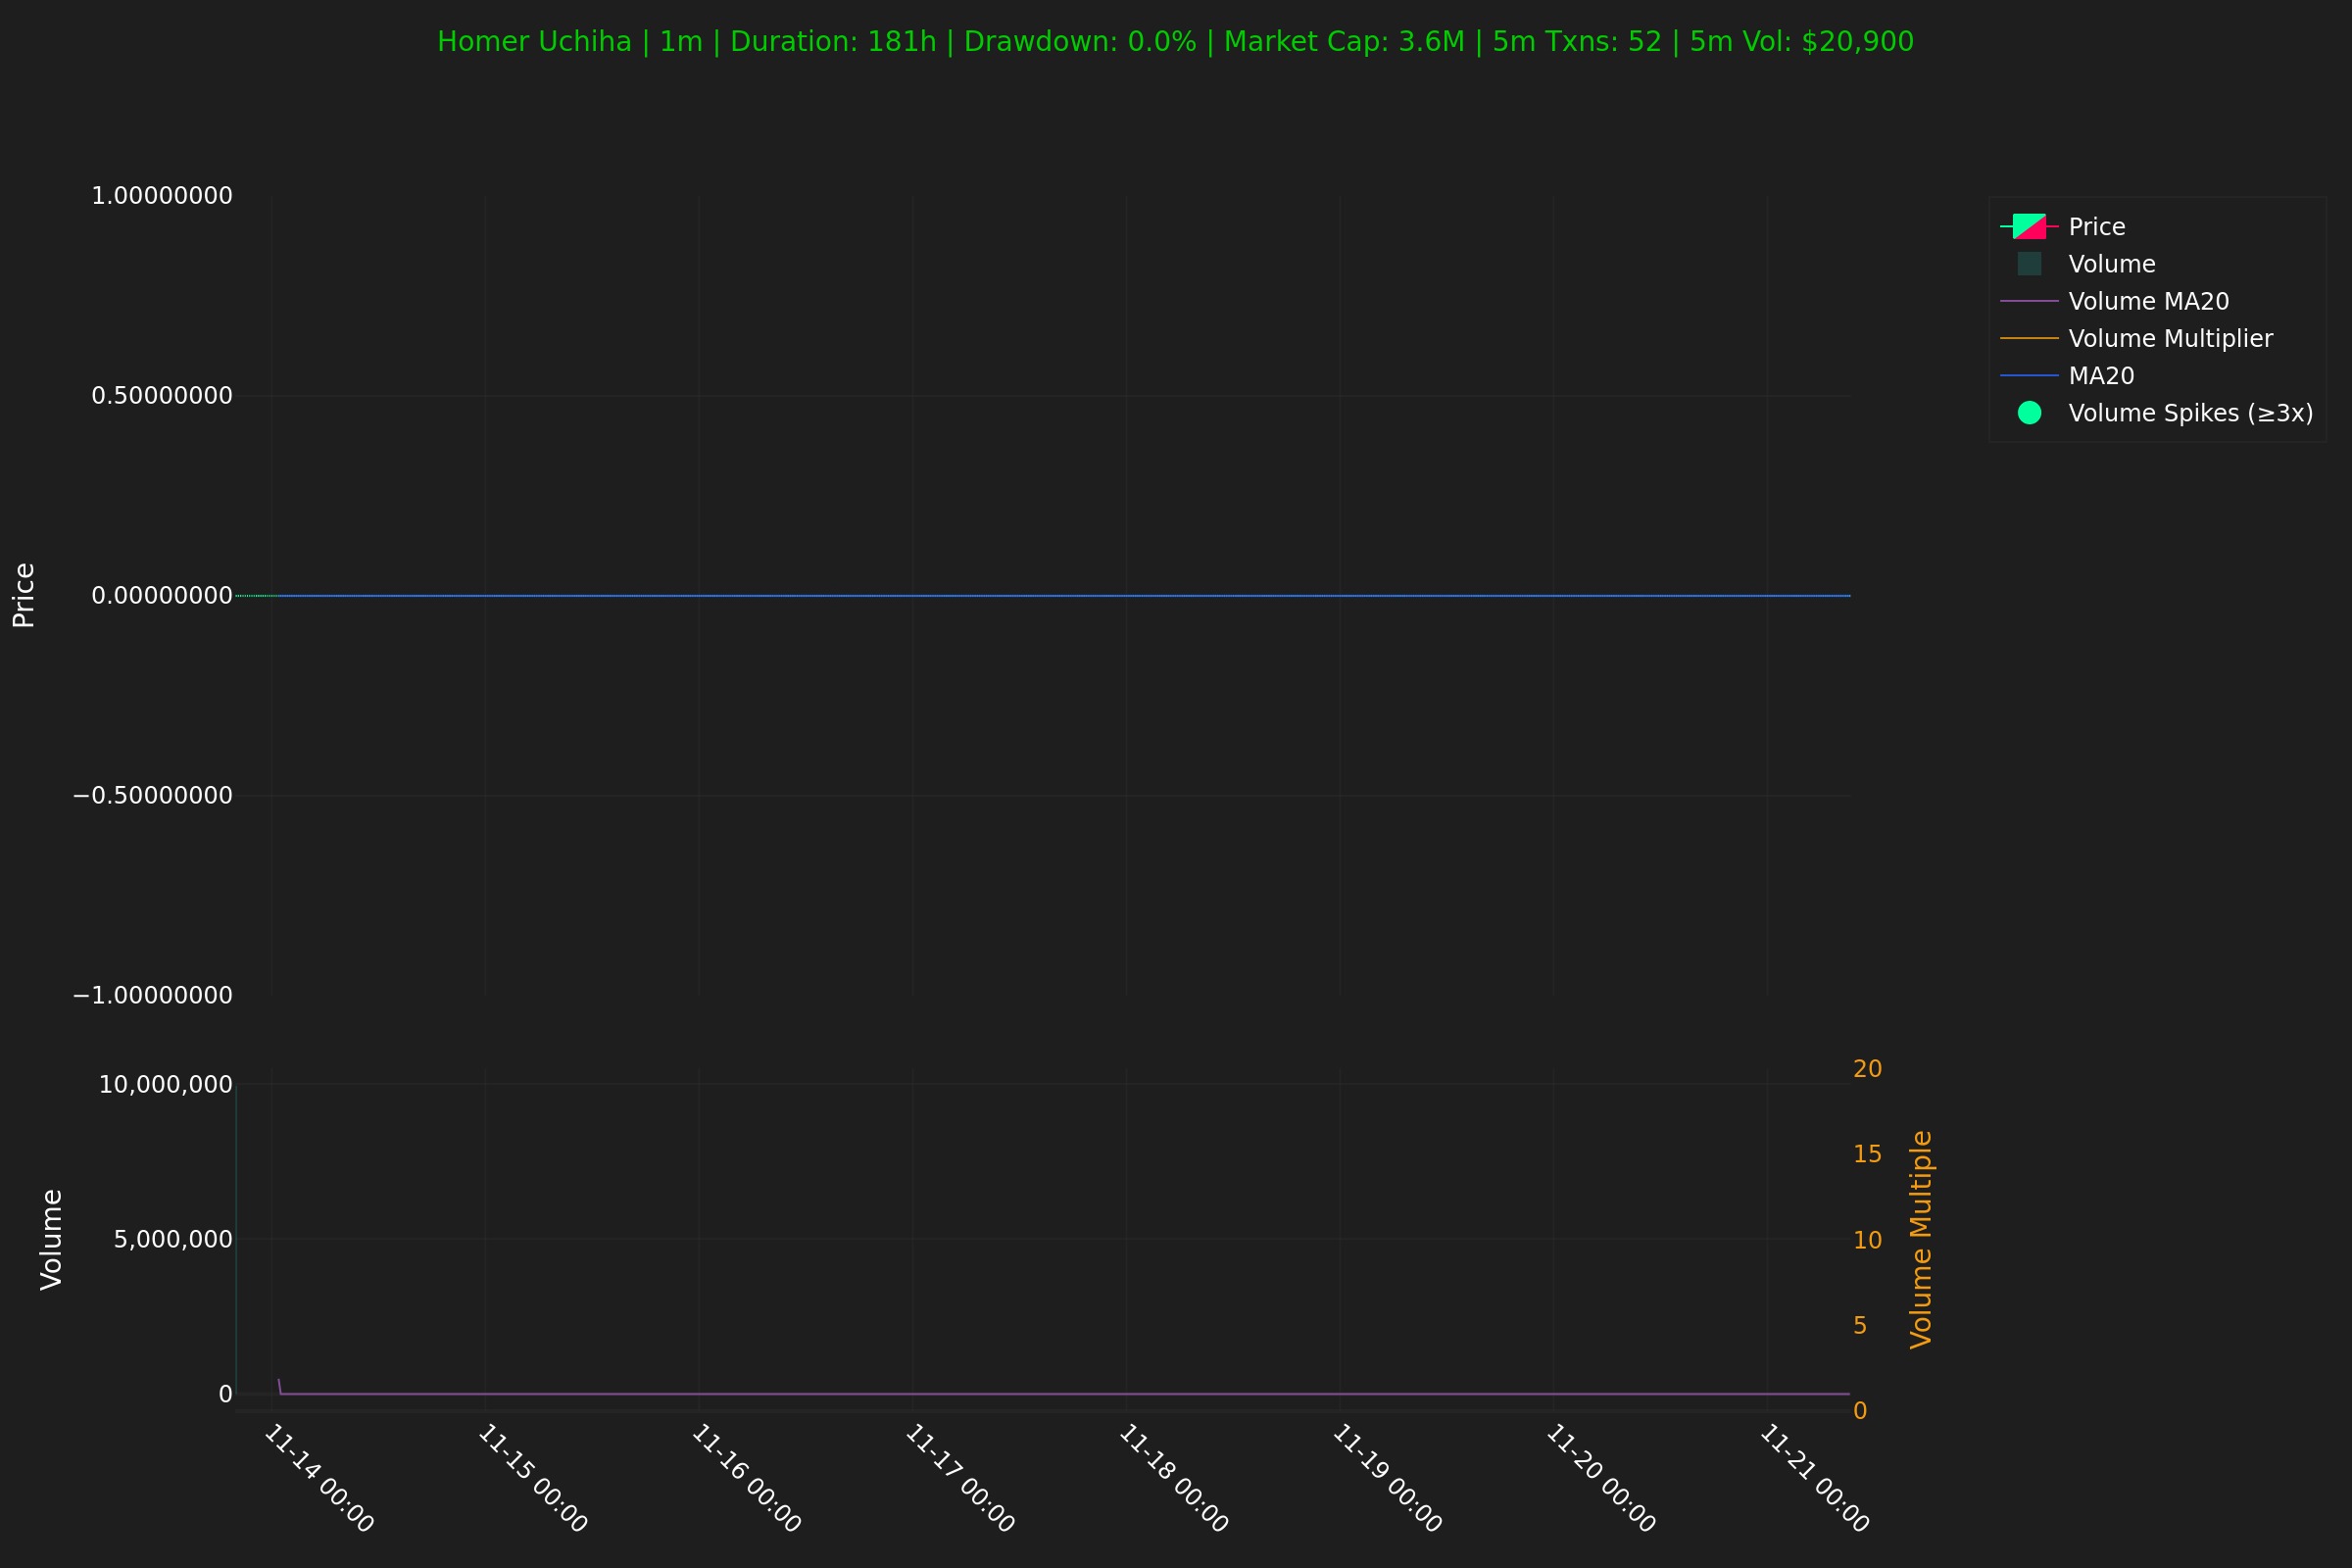 Homer Uchiha | 1m | Duration: 181h | Drawdown: 0.0% | Market Cap: 3.6M | 5m Txns: 52 | 5m Vol: $20,900
1.00000000
0.50000000
0.00000000
−0.50000000
−1.00000000
Price
Price
Volume
Volume MA20
Volume Multiplier
MA20
Volume Spikes (≥3x)
10,000,000
5,000,000
0
Volume
20
15
10
5
0
Volume Multiple
11-14 00:00
11-15 00:00
11-16 00:00
11-17 00:00
11-18 00:00
11-19 00:00
11-20 00:00
11-21 00:00